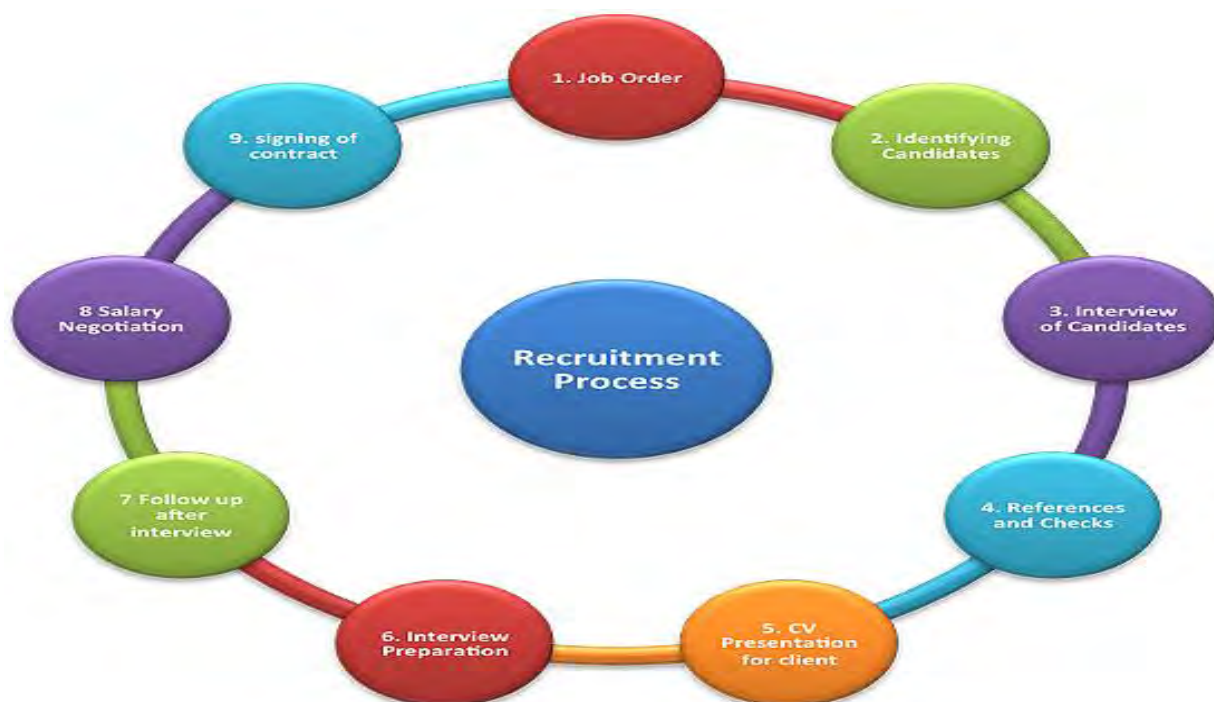 1. Job Order
2. Identifying
Candidates
3. Interview
of Candidates
4. References
and Checks
5. CV
Presentation
for client
6. Interview
Preparation
7 Follow up
after
interview
8 Salary
Negotiation
9. signing of
contract
Recruitment
Process